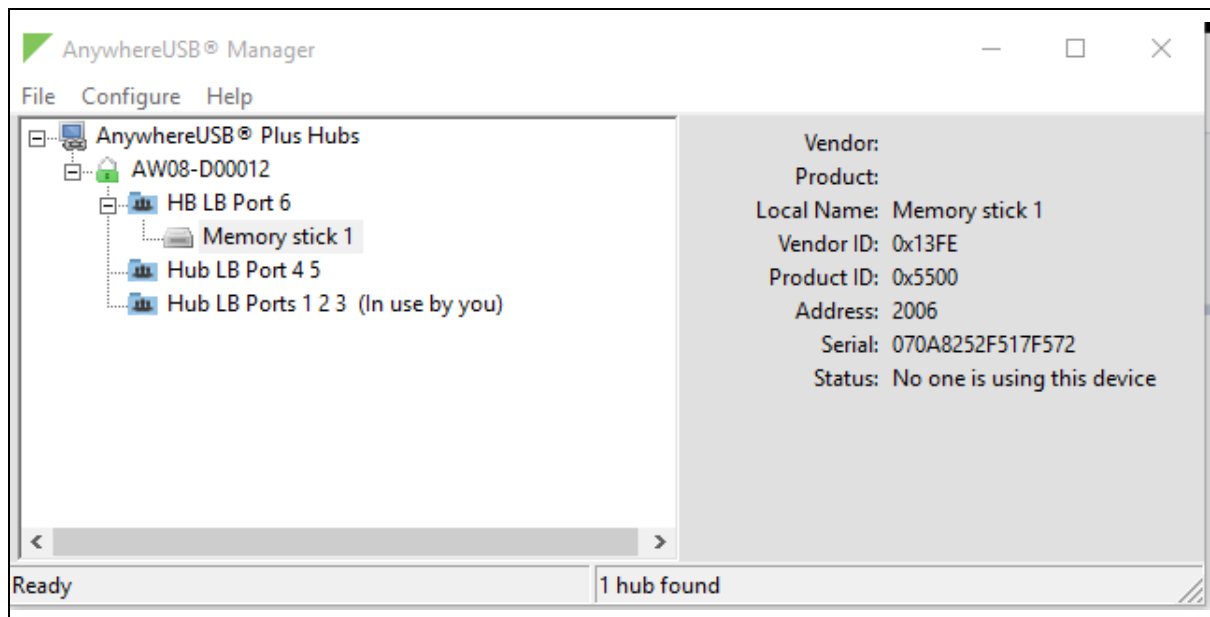 AnywhereUSB® Manager
File Configure Help
AnywhereUSB® Plus Hubs
AW08-D00012
HB LB Port 6
Memory stick 1
Hub LB Port 4 5
Hub LB Ports 1 2 3 (In use by you)
Vendor:
Product:
Local Name: Memory stick 1
Vendor ID: 0x13FE
Product ID: 0x5500
Address: 2006
Serial: 070A8252F517F572
Status: No one is using this device
Ready
1 hub found